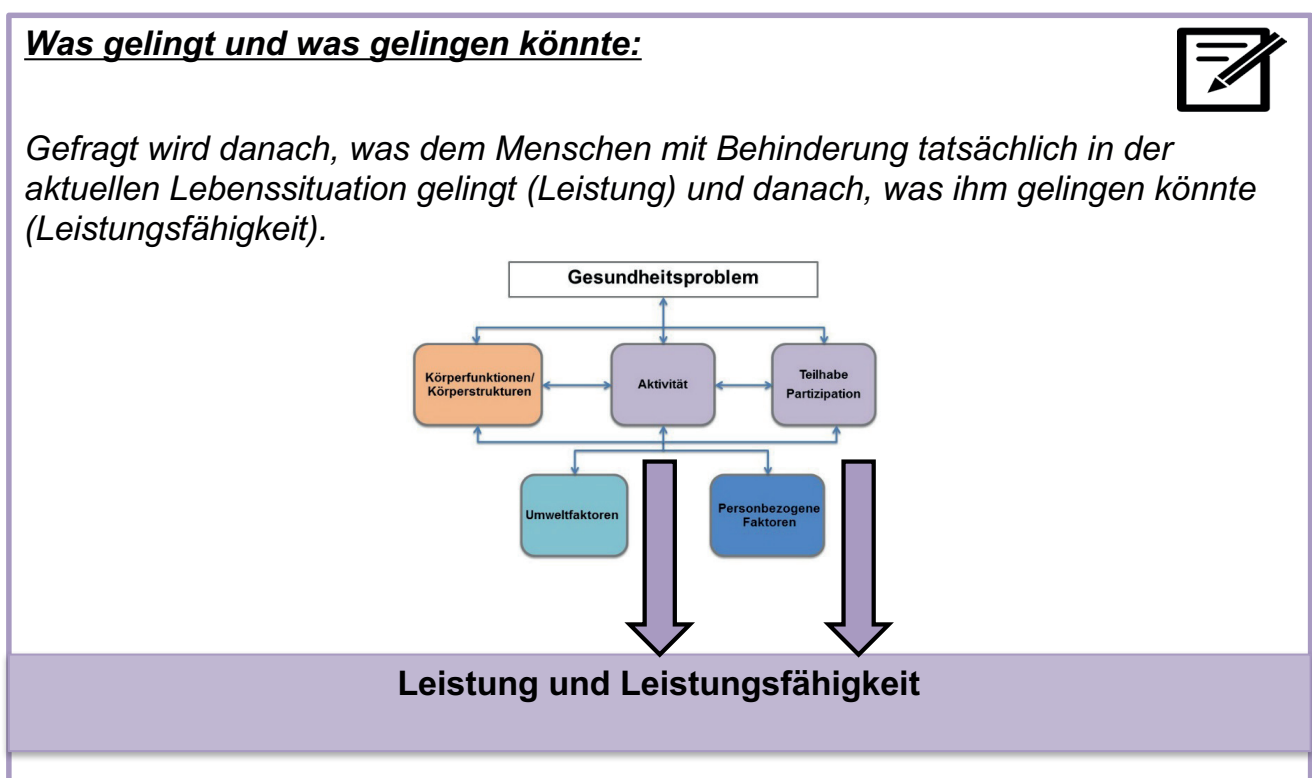 Was gelingt und was gelingen könnte:
Gefragt wird danach, was dem Menschen mit Behinderung tatsächlich in der
aktuellen Lebenssituation gelingt (Leistung) und danach, was ihm gelingen könnte
(Leistungsfähigkeit).
Gesundheitsproblem
Körperfunktionen/
Körperstrukturen
Aktivität
Teilhabe
Partizipation
Umweltfaktoren
Personbezogene
Faktoren
Leistung und Leistungsfähigkeit